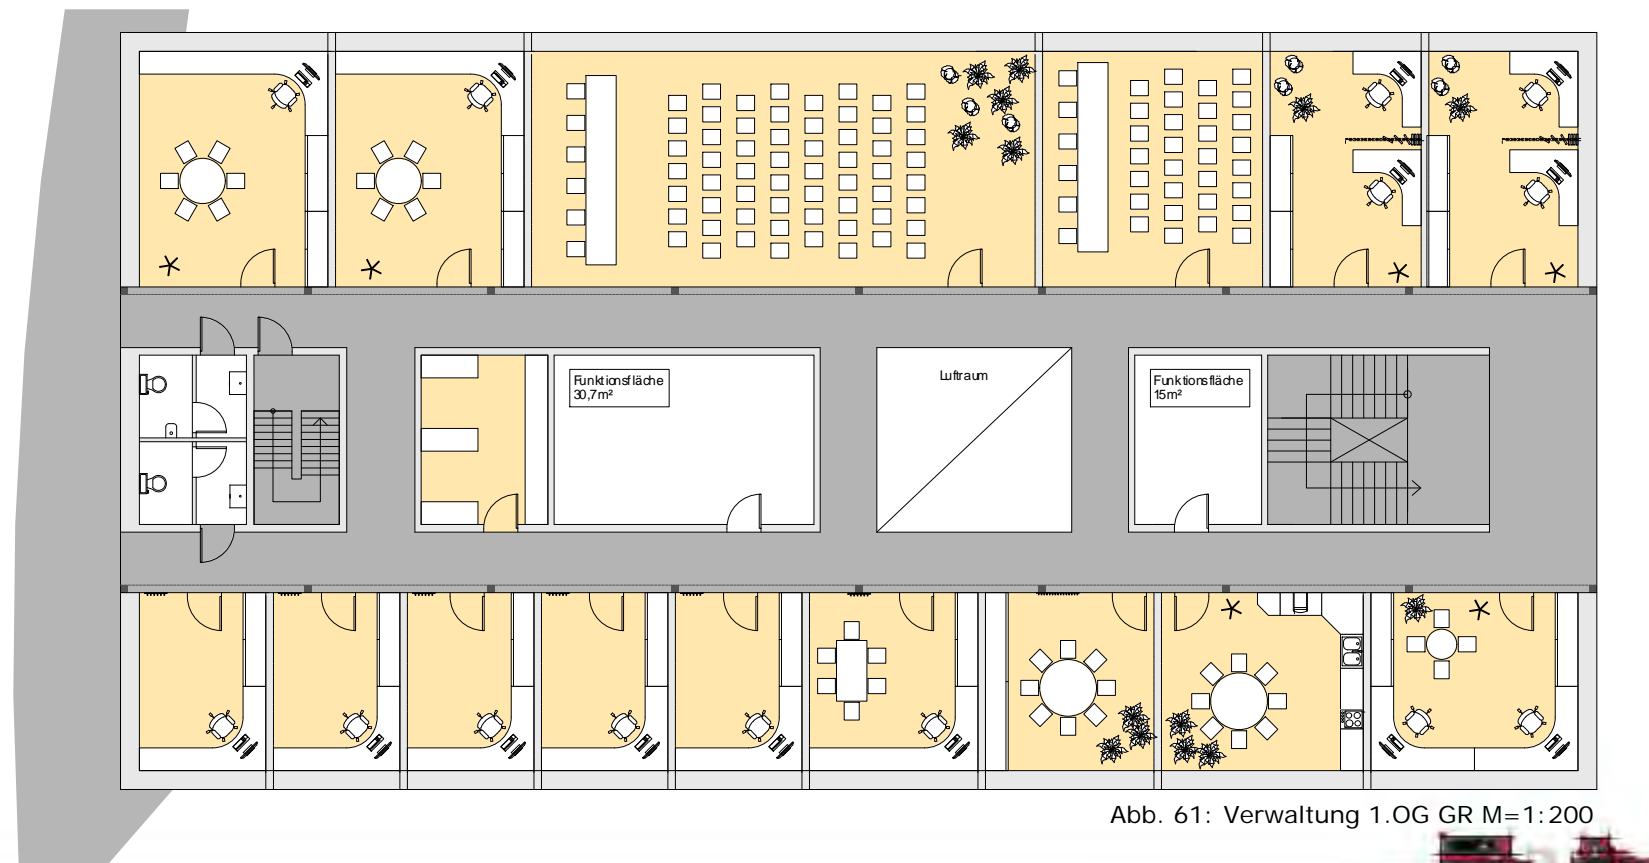 Funktionsfläche
30,7m²
Luftraum
Funktionsfläche
15m²
Abb. 61: Verwaltung 1.OG GR M=1:200